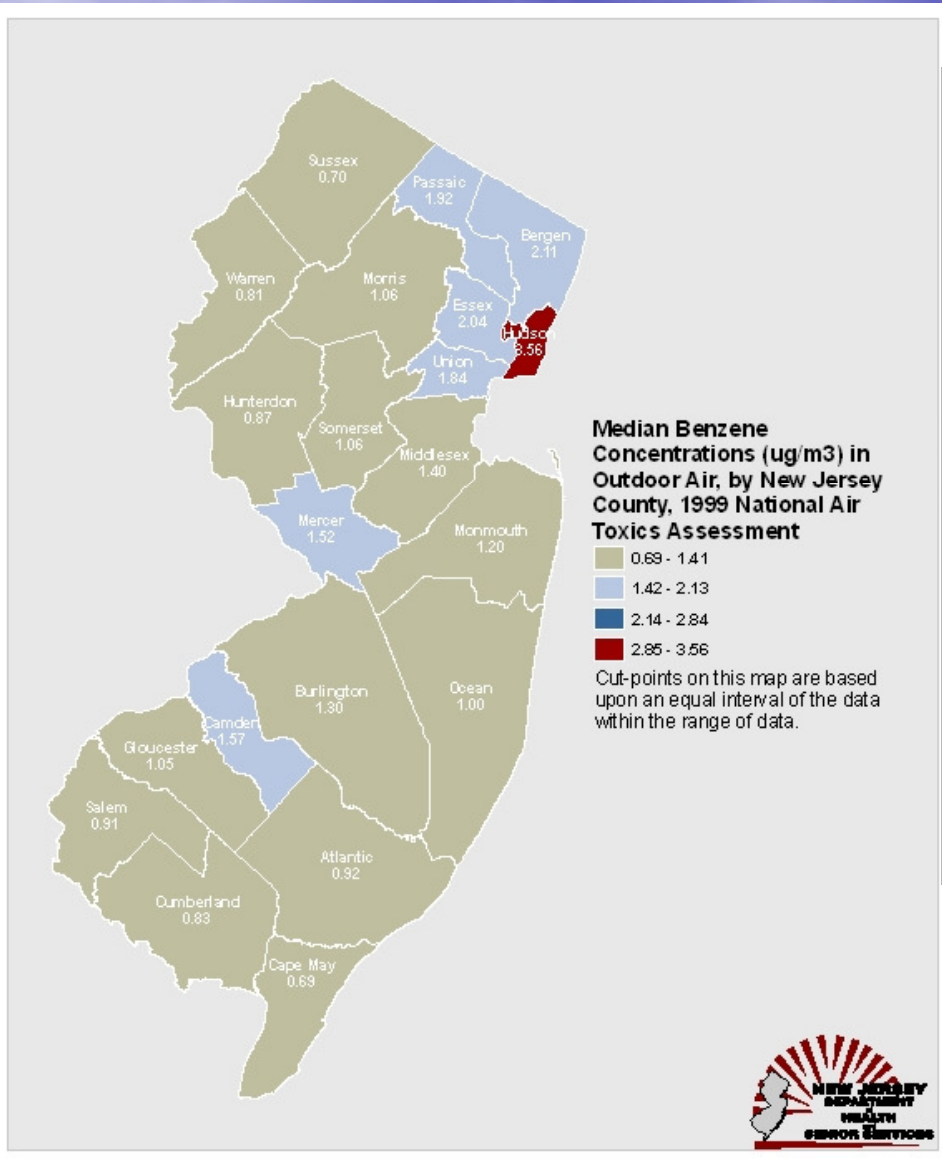 Sussex
0.70
Passaic
1.92
Bergen
2.11
Warren
0.81
Morris
1.06
Essex
2.04
Hudson
3.56
Union
1.84
Hunterdon
0.87
Somerset
1.06
Middlesex
1.40
Mercer
1.52
Monmouth
1.20
Median Benzene
Concentrations (ug/m3) in
Outdoor Air, by New Jersey
County, 1999 National Air
Toxics Assessment
0.69 - 1.41
1.42 - 2.13
2.14 - 2.84
2.85 - 3.56
Cut-points on this map are based
upon an equal interval of the data
within the range of data.
Burlington
1.30
Ocean
1.00
Camden
1.57
Gloucester
1.05
Salem
0.91
Atlantic
0.92
Cumberland
0.83
Cape May
0.69
NEW JERSEY
DEPARTMENT
HEALTH
SENIOR SERVICES